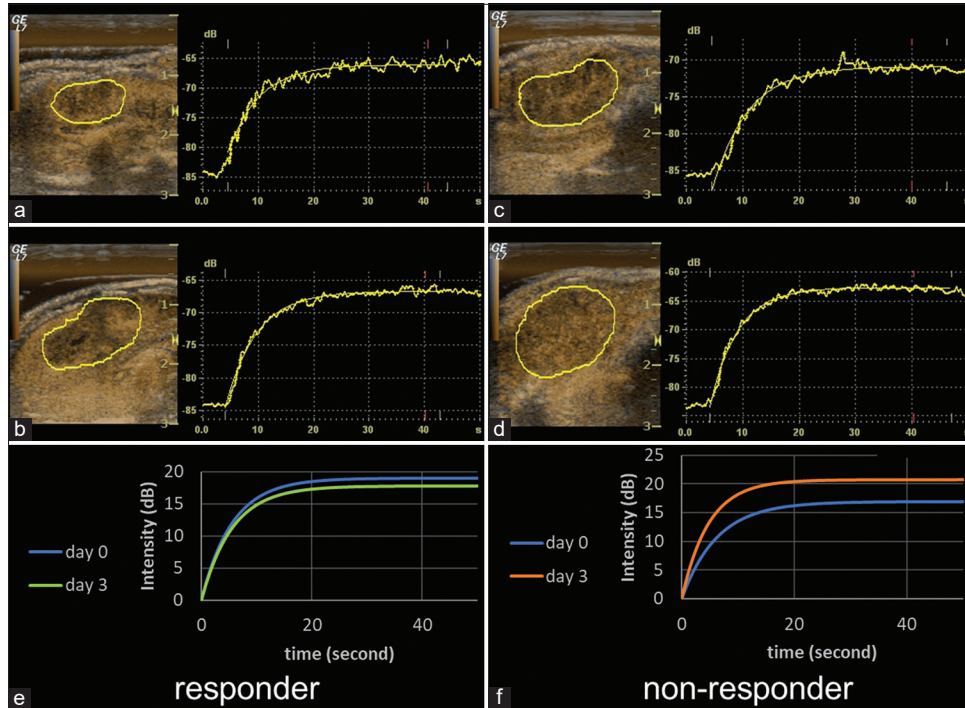 GE
L7
1
2
3
a
dB
-65
-70
-75
-80
-85
0.0 10 20 30 40 s
GE
L7
1
2
3
c
dB
-70
-75
-80
-85
0.0 10 20 30 40
GE
L7
1
2
b
dB
-65
-70
-75
-80
-85
0.0 10 20 30 40 s
GE
L7
1
2
3
d
dB
-60
-65
-70
-75
-80
-85
0.0 10 20 30 40
20
15
10
5
0
Intensity (dB)
day 0
day 3
0 20 40
time (second)
e
responder
25
20
15
10
5
0
Intensity (dB)
day 0
day 3
0 20 40
time (second)
f
non-responder